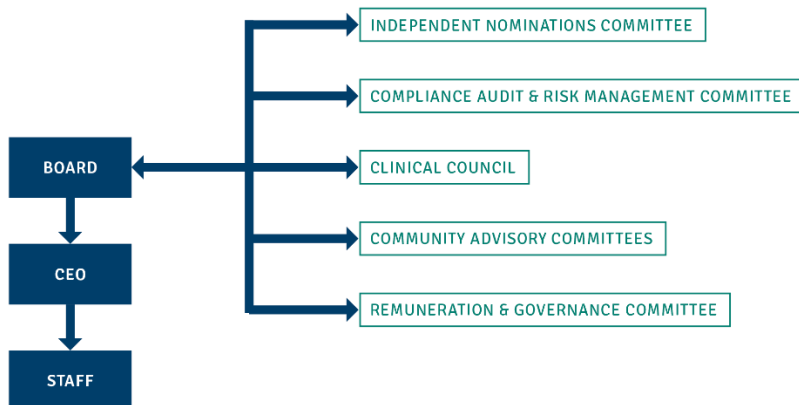 INDEPENDENT NOMINATIONS COMMITTEE
COMPLIANCE AUDIT & RISK MANAGEMENT COMMITTEE
BOARD
CLINICAL COUNCIL
COMMUNITY ADVISORY COMMITTEES
CEO
REMUNERATION & GOVERNANCE COMMITTEE
STAFF